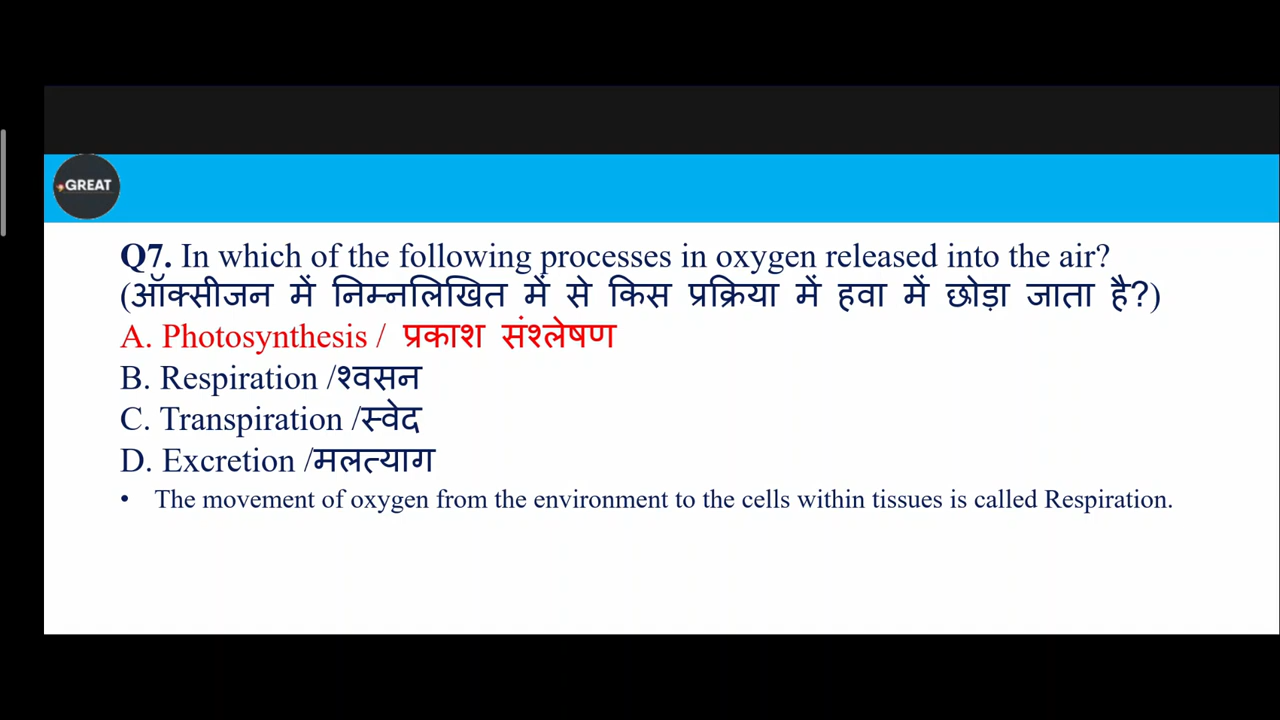 GREAT
Q7. In which of the following processes in oxygen released into the air?
(ऑक्सीजन में निम्नलिखित में से किस प्रक्रिया में हवा में छोड़ा जाता है?)
A. Photosynthesis / प्रकाश संश्लेषण
B. Respiration /श्वसन
C. Transpiration /स्वेद
D. Excretion /मलत्याग
• The movement of oxygen from the environment to the cells within tissues is called Respiration.